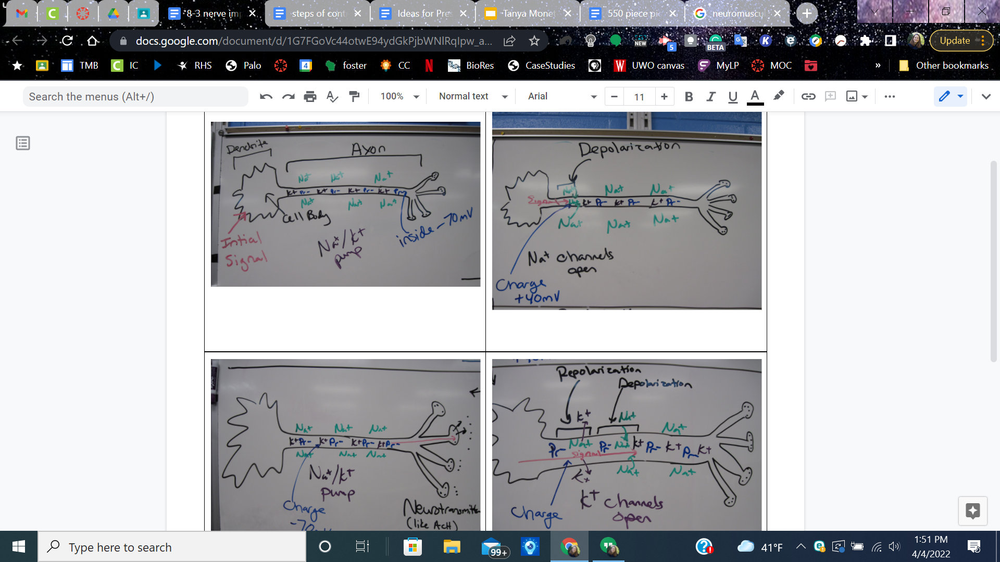 8-3 nerve im
steps of cont
Ideas for Pres
Tanya Mone
550 piece pi
neuromuscu
docs.google.com/document/d/1G7FGoVc44otwE94ydGkPjbWNlRqIpw_a...
NEW
5
BETA
Update
TMB
IC
RHS
Palo
4
foster
CC
BioRes
CaseStudies
UWO canvas
MyLP
MOC
»
Other bookmarks
Search the menus (Alt+/)
100%
Normal text
Arial
11
B I U A
Dendrite
Axon
Na+ Na+ Na+
K+ Pr- K+ Pr- K+ Pr- K+ Pr-
Na+ Na+ Na+
Cell Body
Intial
Signal
Na+/K+
pump
inside -70mV
Depolarization
Na+ Na+ Na+
Signal Na+ K+ Pr- K+ Pr- K+ Pr-
Na+ Na+ Na+
Na+ channels
open
Charge
+40mV
Na+ Na+ Na+
K+ Pr- K+ Pr- K+ Pr- K+ Pr-
Na+ Na+ Na+
Na+/K+
pump
Charge
-70
Neurotransmitte
(like AcH)
Repolarization
Depolarization
K+ Na+ Na+
Pr- Na+ Pr- Na+ K+ Pr- K+ Pr- K+
signal
K+ Na+ Na+
K+ channels
open
Charge
Type here to search
99+
41°F
1:51 PM
4/4/2022